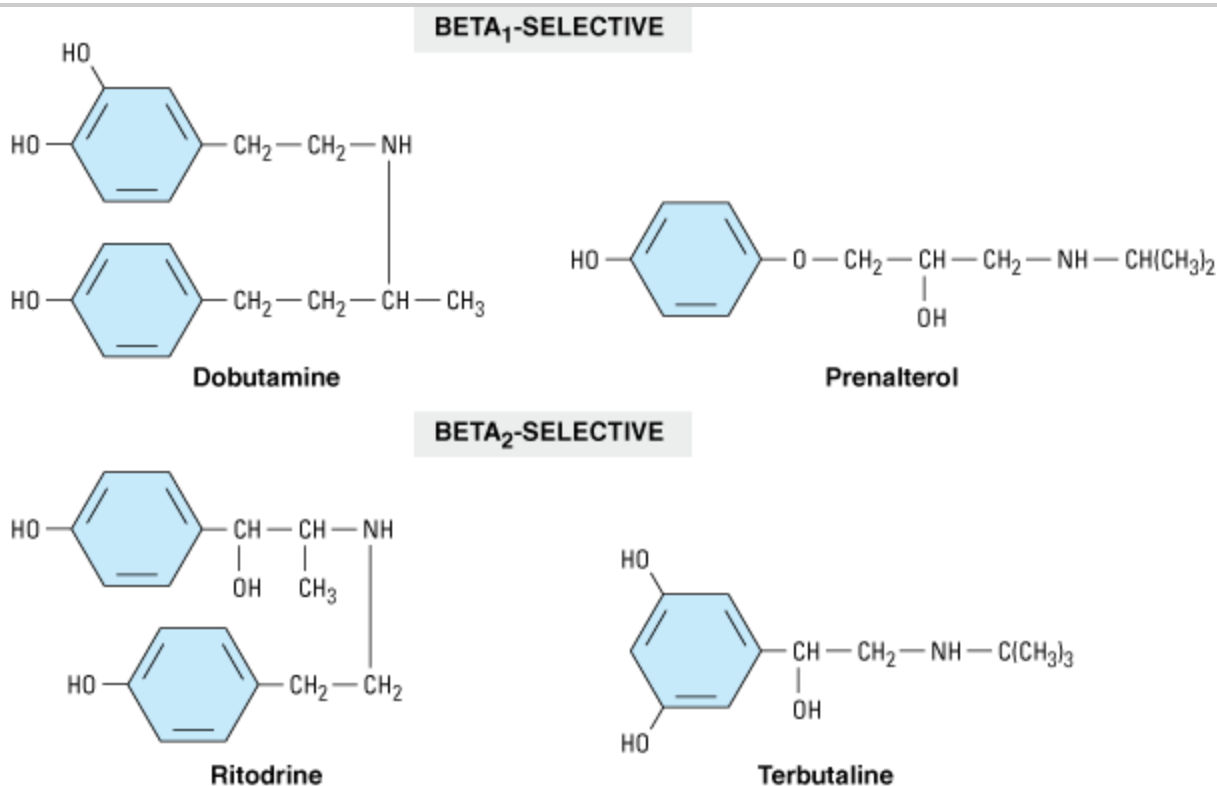 BETA₁-SELECTIVE
HO
HO CH₂ CH₂ NH
HO CH₂ CH₂ CH CH₃
Dobutamine
HO O CH₂ CH CH₂ NH CH(CH₃)₂
OH
Prenalterol
BETA₂-SELECTIVE
HO CH CH NH
OH CH₃
HO CH₂ CH₂
Ritodrine
HO
CH CH₂ NH C(CH₃)₃
OH
HO
Terbutaline